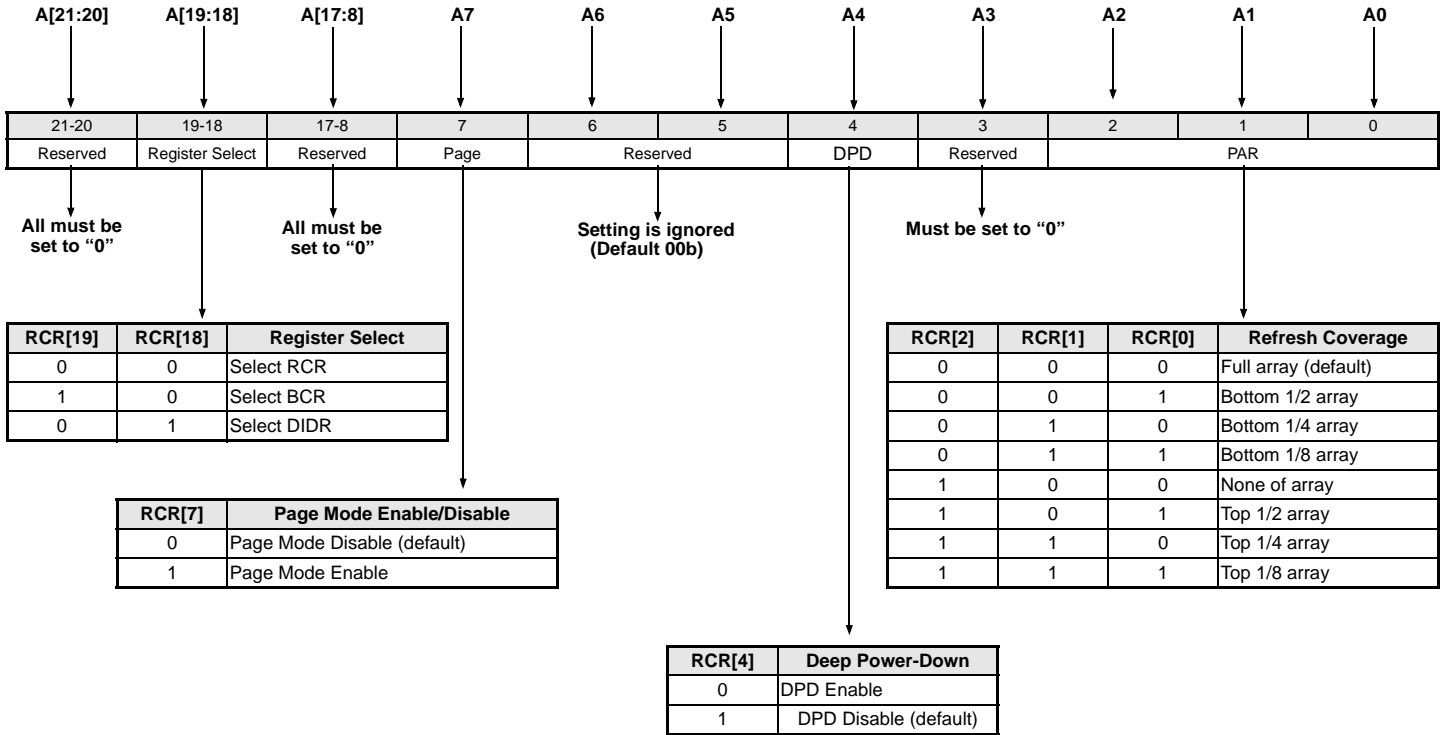 A[21:20] A[19:18] A[17:8] A7 A6 A5 A4 A3 A2 A1 A0
21-20 19-18 17-8 7 6 5 4 3 2 1 0
Reserved Register Select Reserved Page Reserved DPD Reserved PAR
All must be
set to “0”
All must be
set to “0”
Setting is ignored
(Default 00b)
Must be set to “0”
RCR[19] RCR[18] Register Select
0 0 Select RCR
1 0 Select BCR
0 1 Select DIDR
RCR[2] RCR[1] RCR[0] Refresh Coverage
0 0 0 Full array (default)
0 0 1 Bottom 1/2 array
0 1 0 Bottom 1/4 array
0 1 1 Bottom 1/8 array
1 0 0 None of array
1 0 1 Top 1/2 array
1 1 0 Top 1/4 array
1 1 1 Top 1/8 array
RCR[7] Page Mode Enable/Disable
0 Page Mode Disable (default)
1 Page Mode Enable
RCR[4] Deep Power-Down
0 DPD Enable
1 DPD Disable (default)